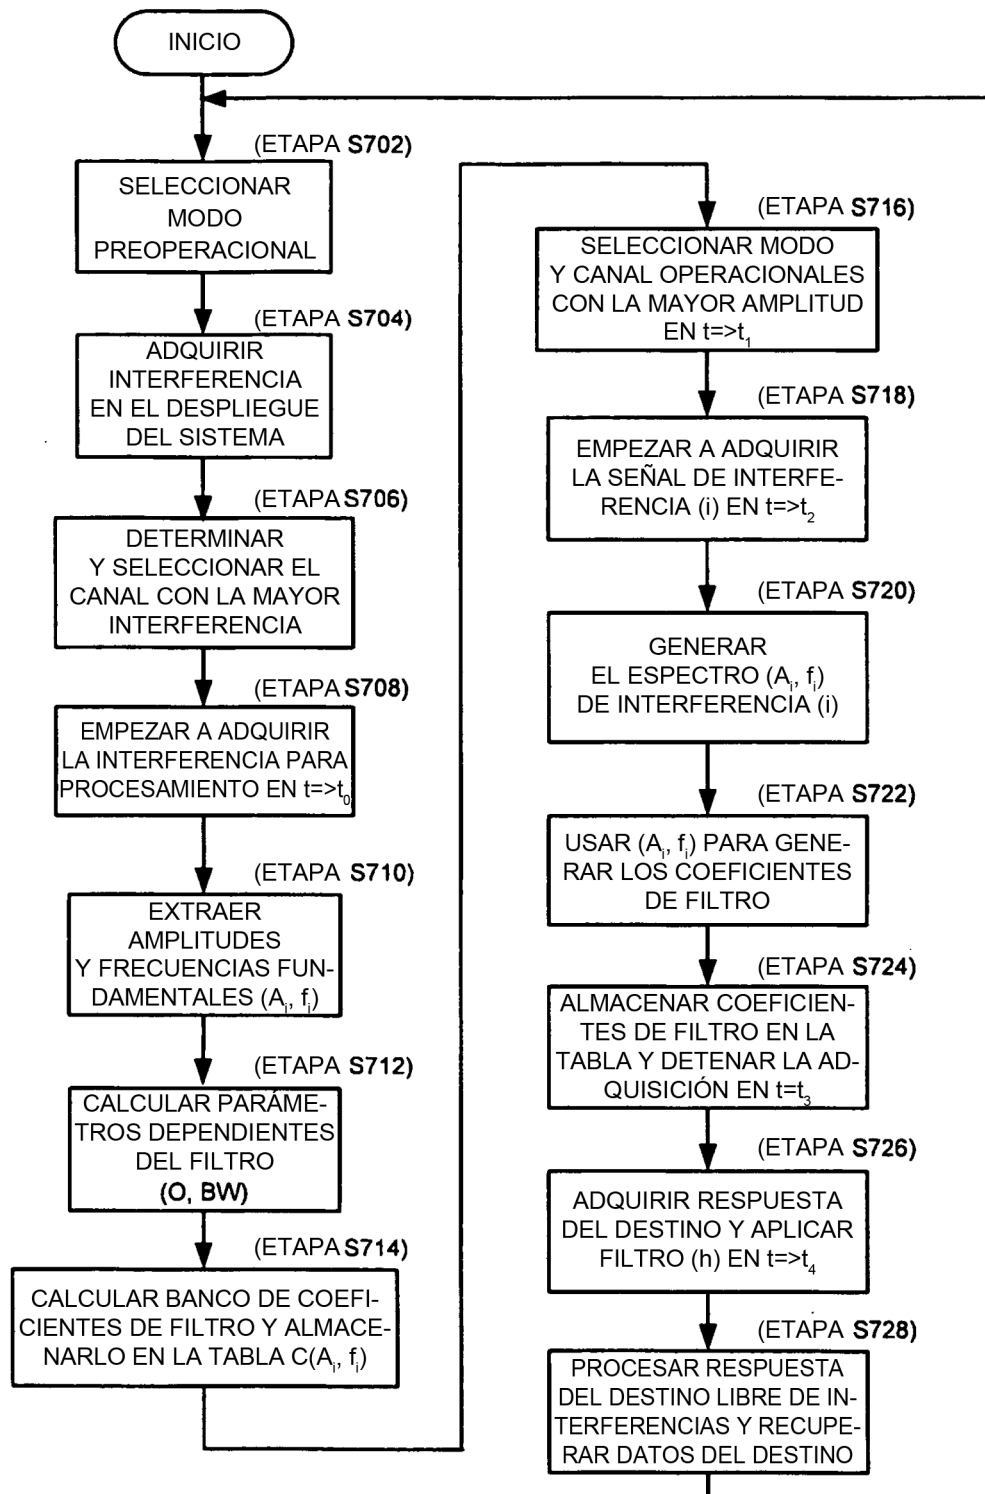 INICIO
(ETAPA S702)
SELECCIONAR
MODO
PREOPERACIONAL
(ETAPA S704)
ADQUIRIR
INTERFERENCIA
EN EL DESPLIEGUE
DEL SISTEMA
(ETAPA S706)
DETERMINAR
Y SELECCIONAR EL
CANAL CON LA MAYOR
INTERFERENCIA
(ETAPA S708)
EMPEZAR A ADQUIRIR
LA INTERFERENCIA PARA
PROCESAMIENTO EN t=>t₀
(ETAPA S710)
EXTRAER
AMPLITUDES
Y FRECUENCIAS FUN-
DAMENTALES (Aᵢ, fᵢ)
(ETAPA S712)
CALCULAR PARÁME-
TROS DEPENDIENTES
DEL FILTRO
(O, BW)
(ETAPA S714)
CALCULAR BANCO DE COEFI-
CIENTES DE FILTRO Y ALMACE-
NARLO EN LA TABLA C(Aᵢ, fᵢ)
(ETAPA S716)
SELECCIONAR MODO
Y CANAL OPERACIONALES
CON LA MAYOR AMPLITUD
EN t=>t₁
(ETAPA S718)
EMPEZAR A ADQUIRIR
LA SEÑAL DE INTERFE-
RENCIA (i) EN t=>t₂
(ETAPA S720)
GENERAR
EL ESPECTRO (Aᵢ, fᵢ)
DE INTERFERENCIA (i)
(ETAPA S722)
USAR (Aᵢ, fᵢ) PARA GENE-
RAR LOS COEFICIENTES
DE FILTRO
(ETAPA S724)
ALMACENAR COEFICIEN-
TES DE FILTRO EN LA
TABLA Y DETENAR LA AD-
QUISICIÓN EN t=t₃
(ETAPA S726)
ADQUIRIR RESPUESTA
DEL DESTINO Y APLICAR
FILTRO (h) EN t=>t₄
(ETAPA S728)
PROCESAR RESPUESTA
DEL DESTINO LIBRE DE IN-
TERFERENCIAS Y RECUPE-
RAR DATOS DEL DESTINO